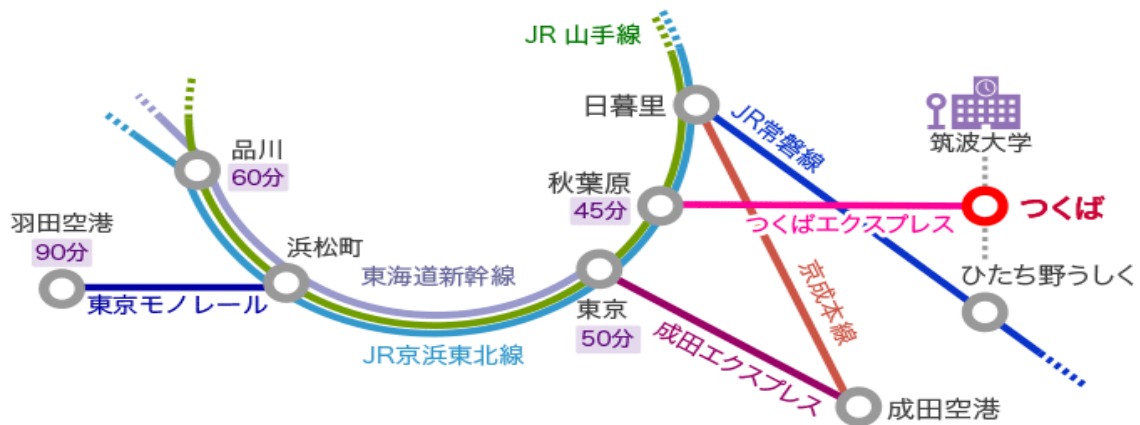 JR 山手線
日暮里
JR常磐線
筑波大学
品川
60分
秋葉原
45分
つくばエクスプレス
つくば
羽田空港
90分
浜松町
東海道新幹線
東京モノレール
東京
50分
京成本線
ひたち野うしく
JR京浜東北線
成田エクスプレス
成田空港